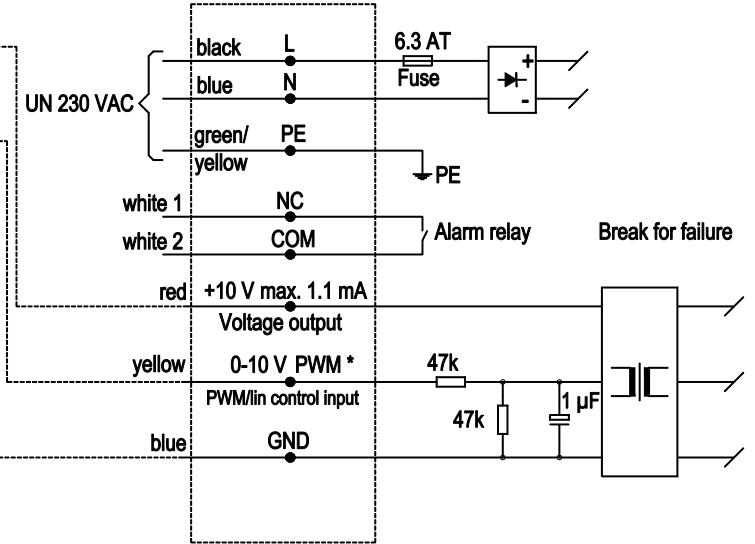 black L 6.3 AT
UN 230 VAC blue N Fuse + -
green/ PE
yellow PE
white 1 NC
white 2 COM Alarm relay Break for failure
red +10 V max. 1.1 mA
Voltage output
yellow 0-10 V PWM * 47k
PWM/lin control input
47k 1 µF
blue GND